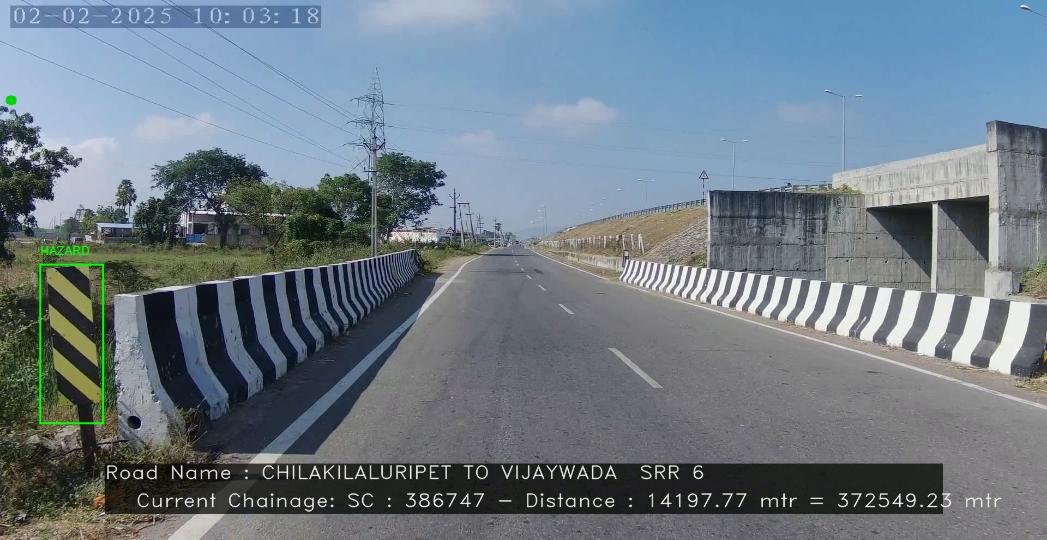 02-02-2025 10:03:18
HAZARD
Road Name : CHILAKILALURIPET TO VIJAYWADA SRR 6
Current Chainage: SC : 386747 - Distance : 14197.77 mtr = 372549.23 mtr